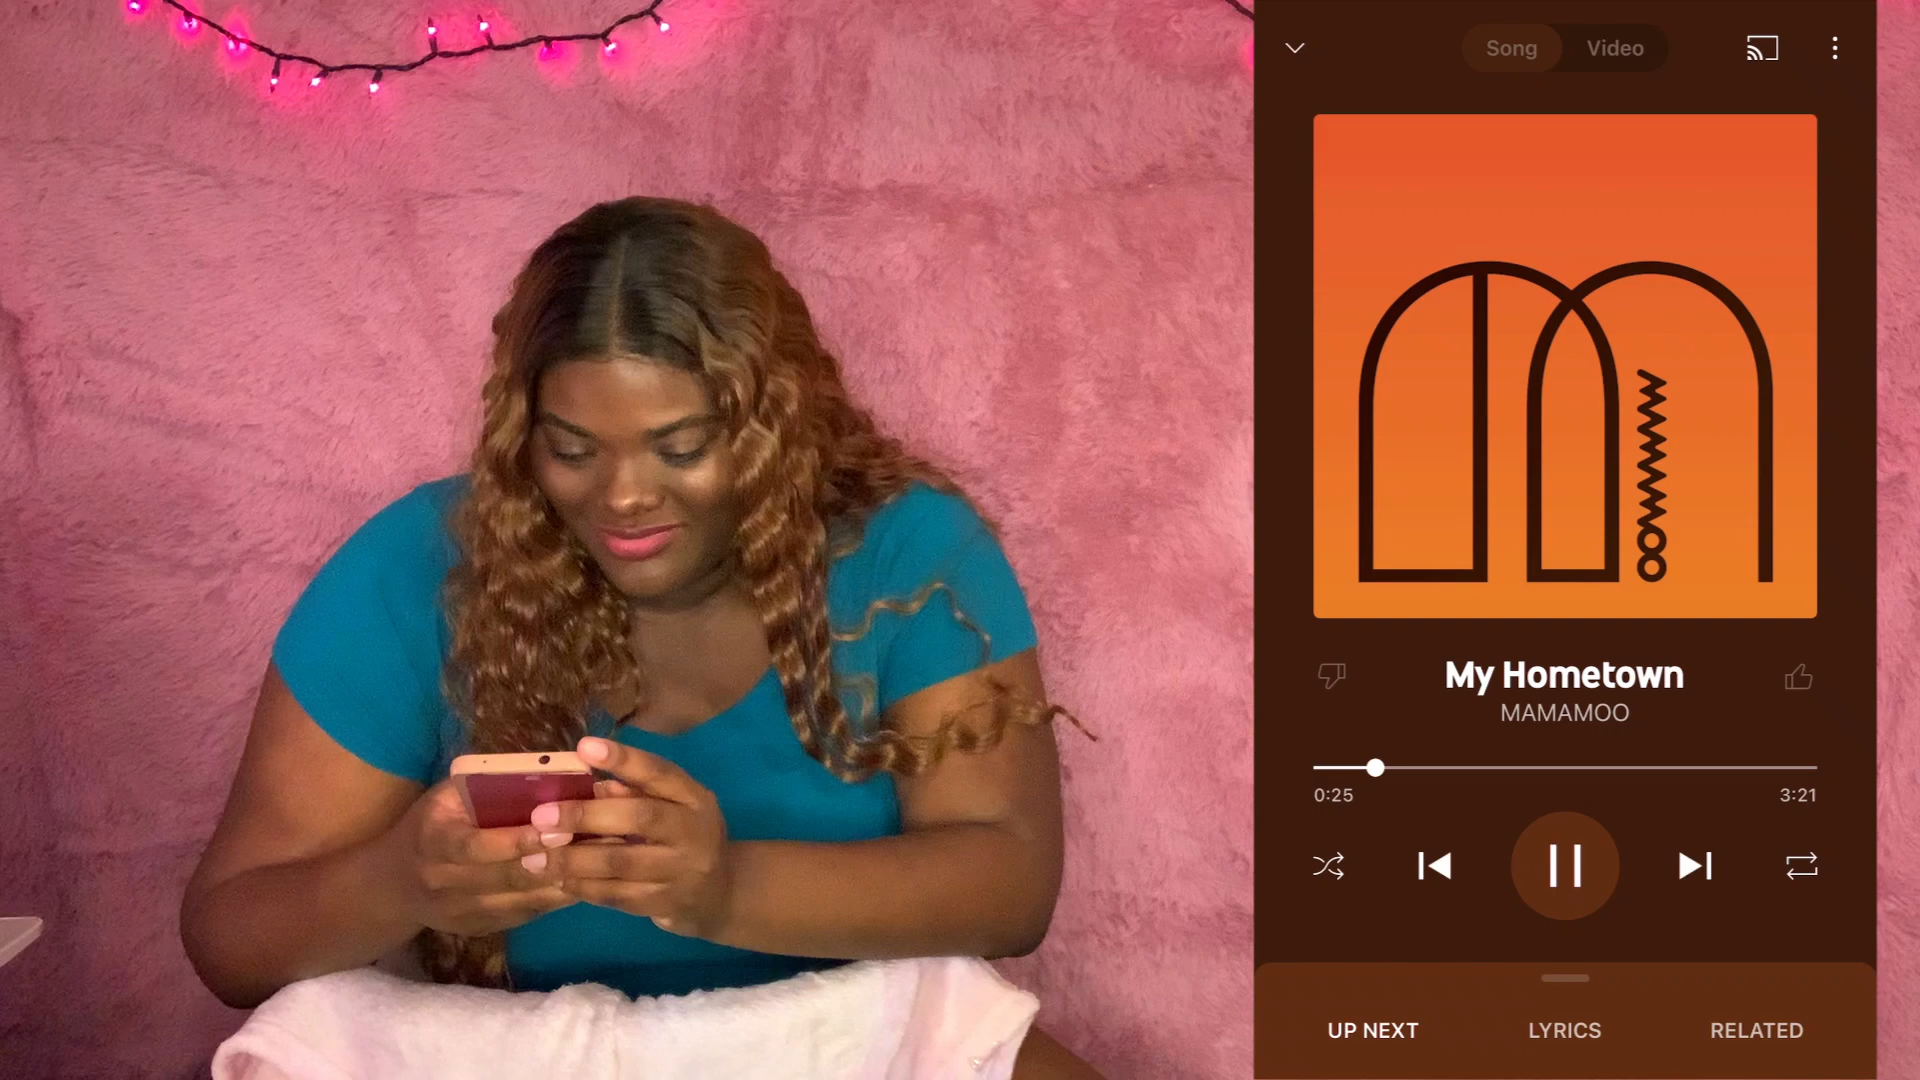 Song Video
My Hometown
MAMAMOO
0:25 3:21
UP NEXT LYRICS RELATED